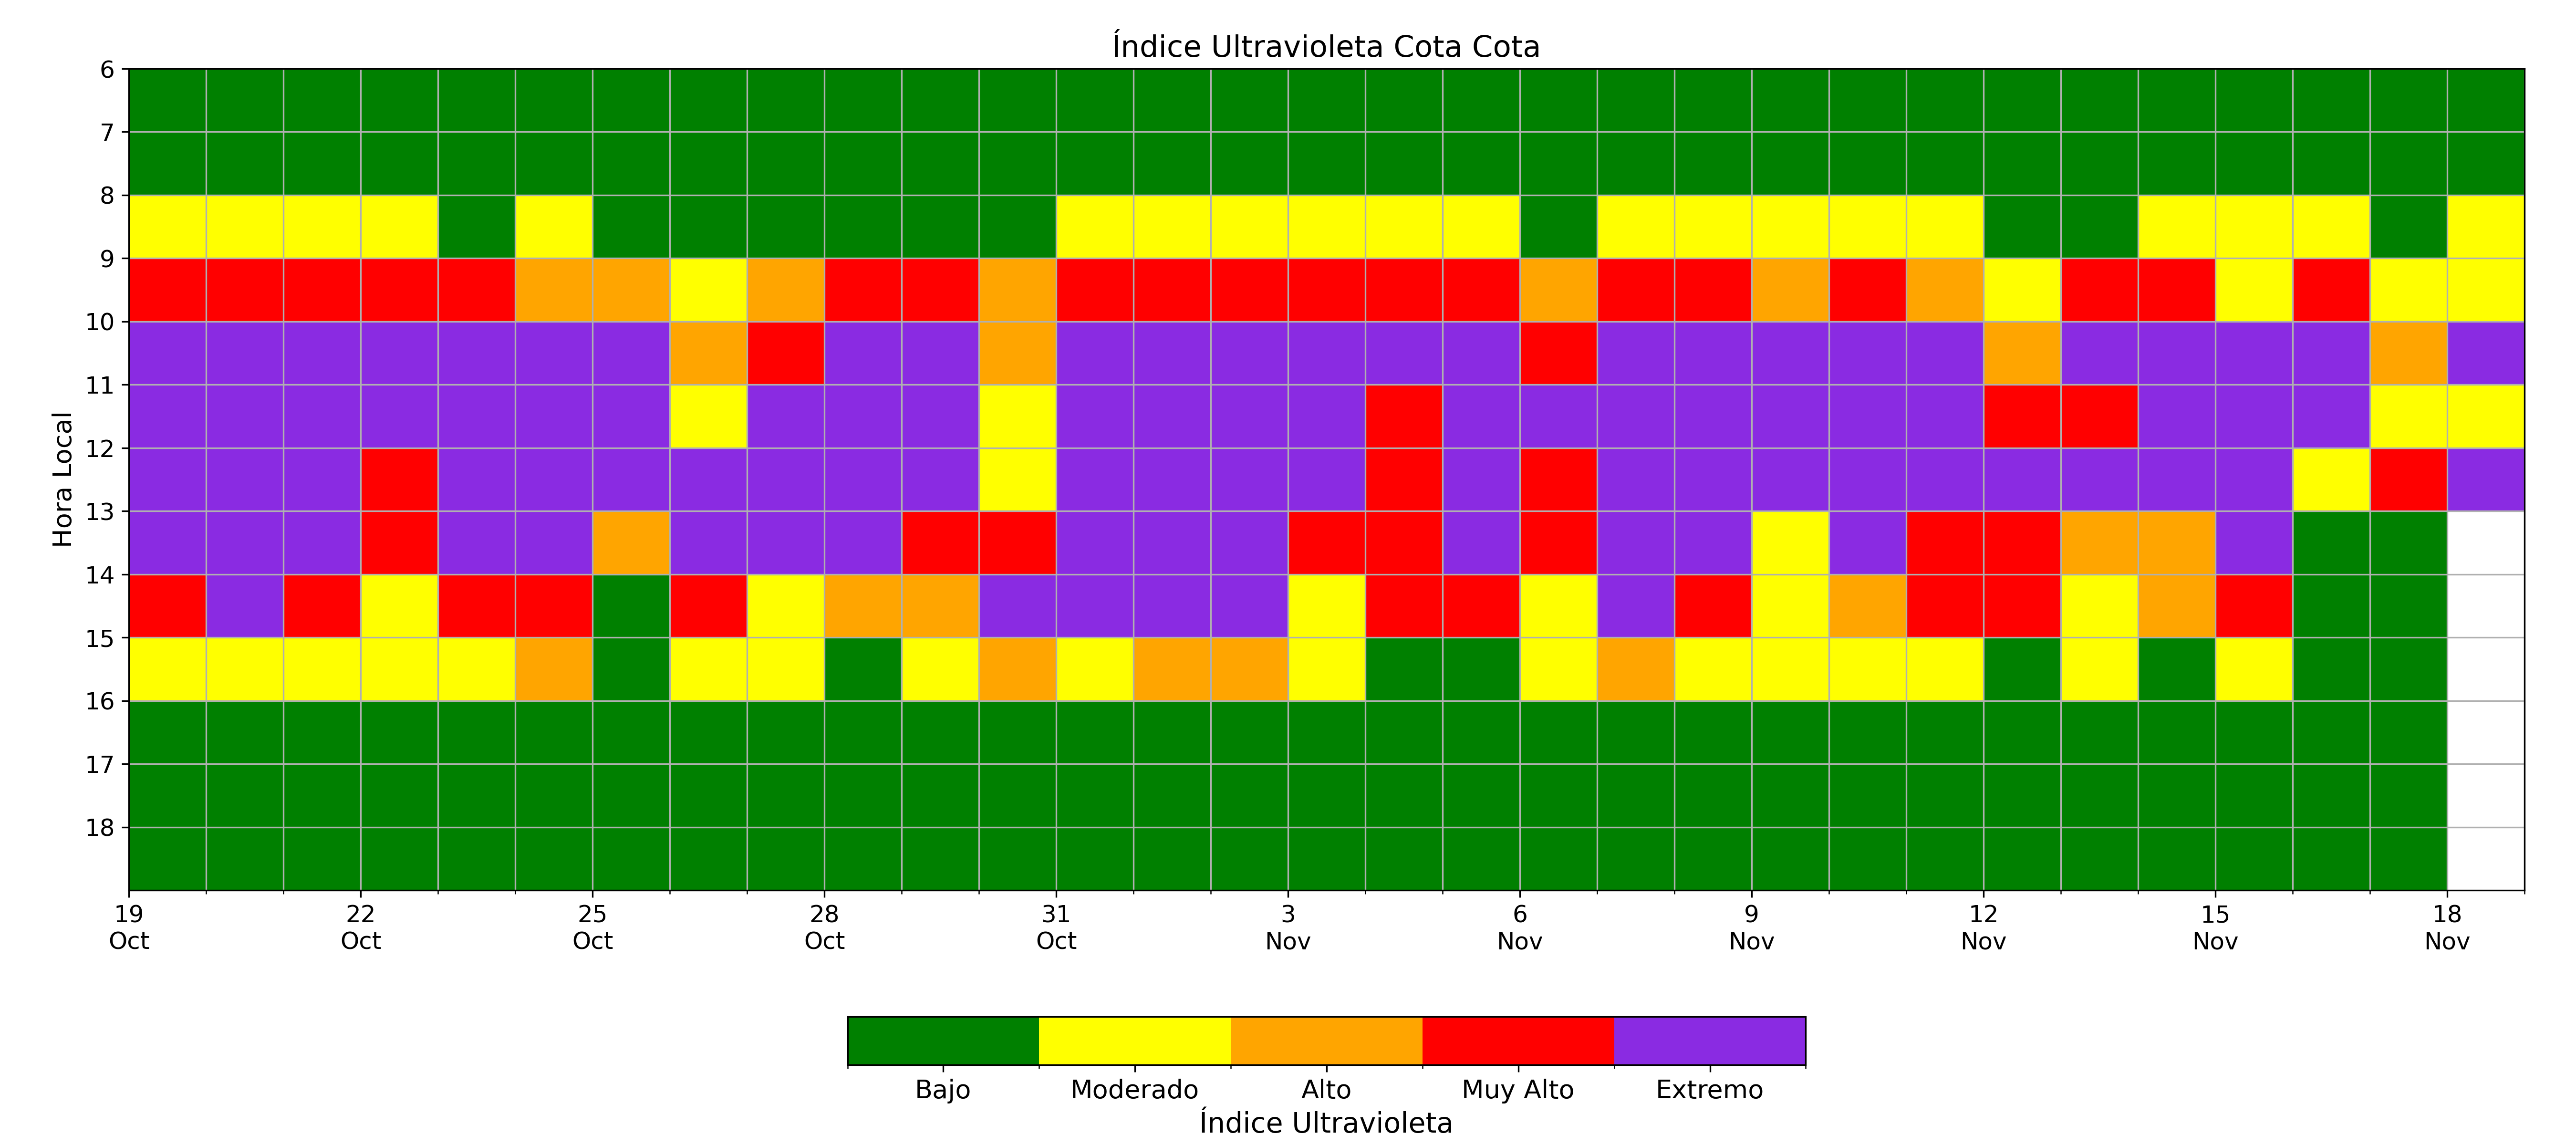 Índice Ultravioleta Cota Cota
Hora Local
6
7
8
9
10
11
12
13
14
15
16
17
18
19 22 25 28 31 3 6 9 12 15 18
Oct Oct Oct Oct Oct Nov Nov Nov Nov Nov Nov
Bajo Moderado Alto Muy Alto Extremo
Índice Ultravioleta